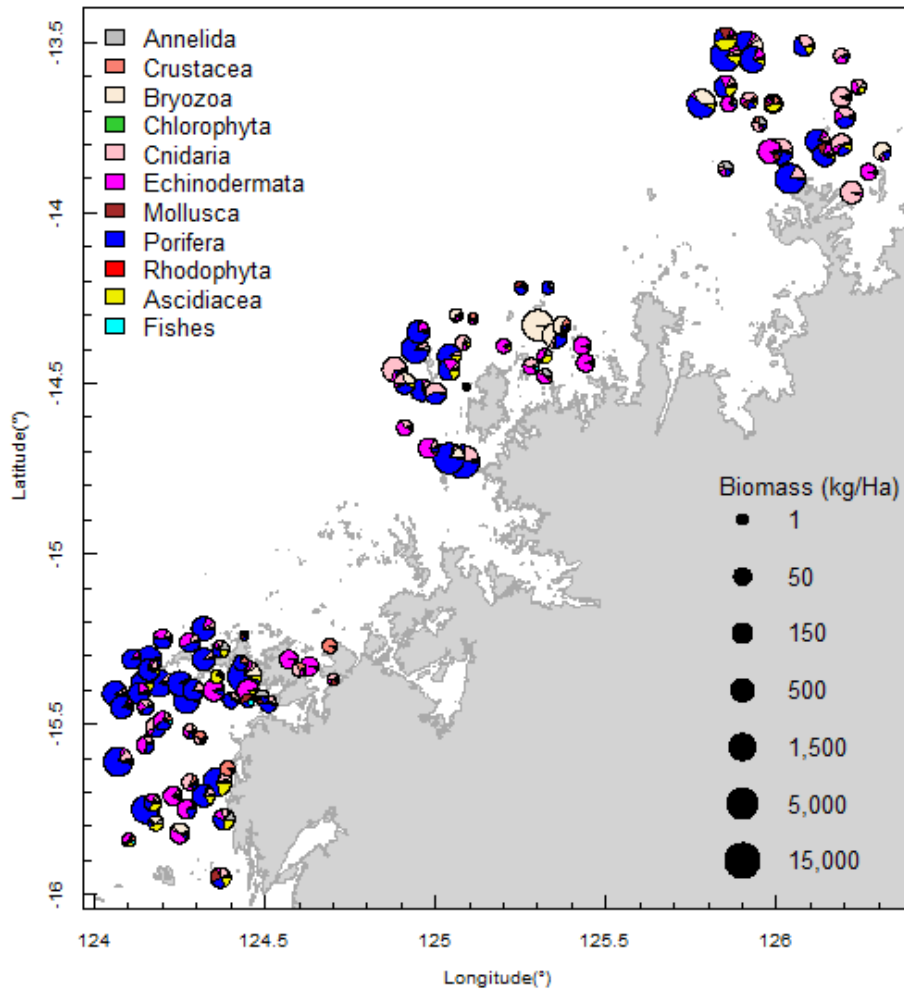 Annelida
Crustacea
Bryozoa
Chlorophyta
Cnidaria
Echinodermata
Mollusca
Porifera
Rhodophyta
Ascidiacea
Fishes
-13.5
-14
-14.5
-15
-15.5
-16
Latitude(°)
Biomass (kg/Ha)
1
50
150
500
1,500
5,000
15,000
124 124.5 125 125.5 126
Longitude(°)